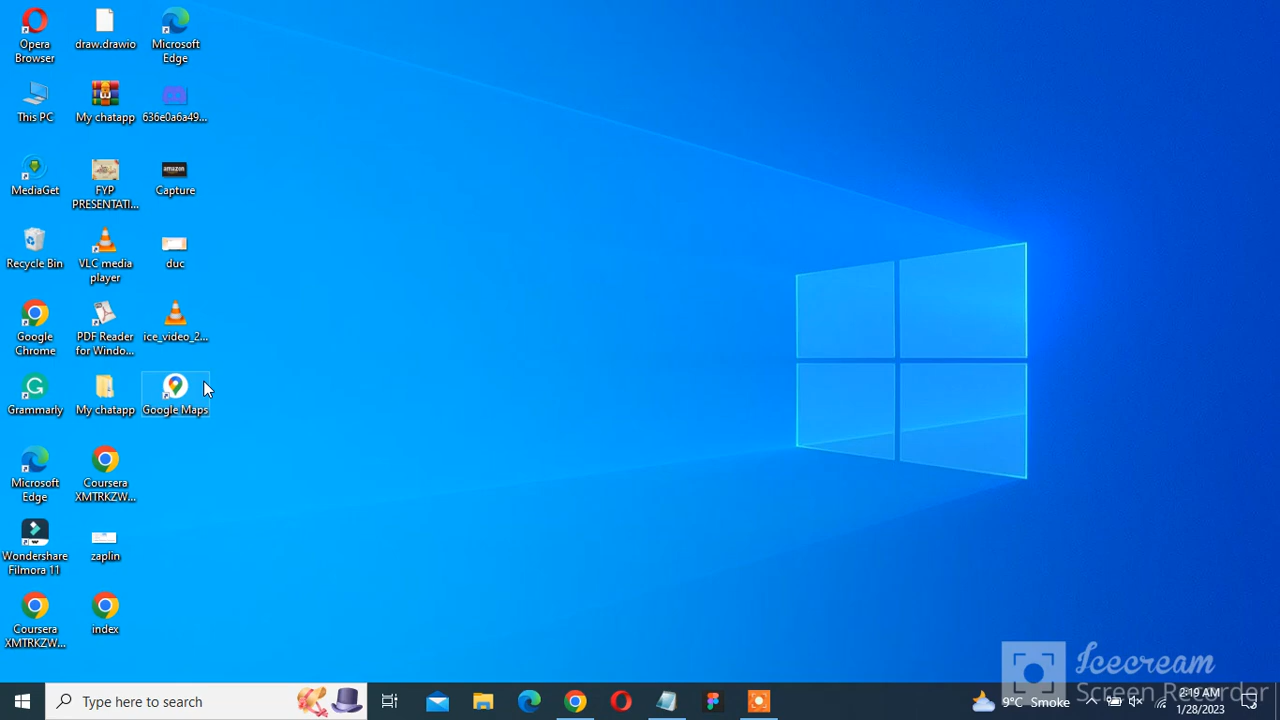 Opera
Browser
draw.drawio
Microsoft
Edge
This PC
My chatapp
636e0a6a49...
MediaGet
FYP
PRESENTATI...
amazon
Capture
Recycle Bin
VLC media
player
duc
Google
Chrome
PDF Reader
for Windo...
ice_video_2...
Grammarly
My chatapp
Google Maps
Microsoft
Edge
Coursera
XMTRKZW...
Wondershare
Filmora 11
zaplin
Coursera
XMTRKZW...
index
Icecream
Screen Recorder
Type here to search
9°C Smoke
2:19 AM
1/28/2023